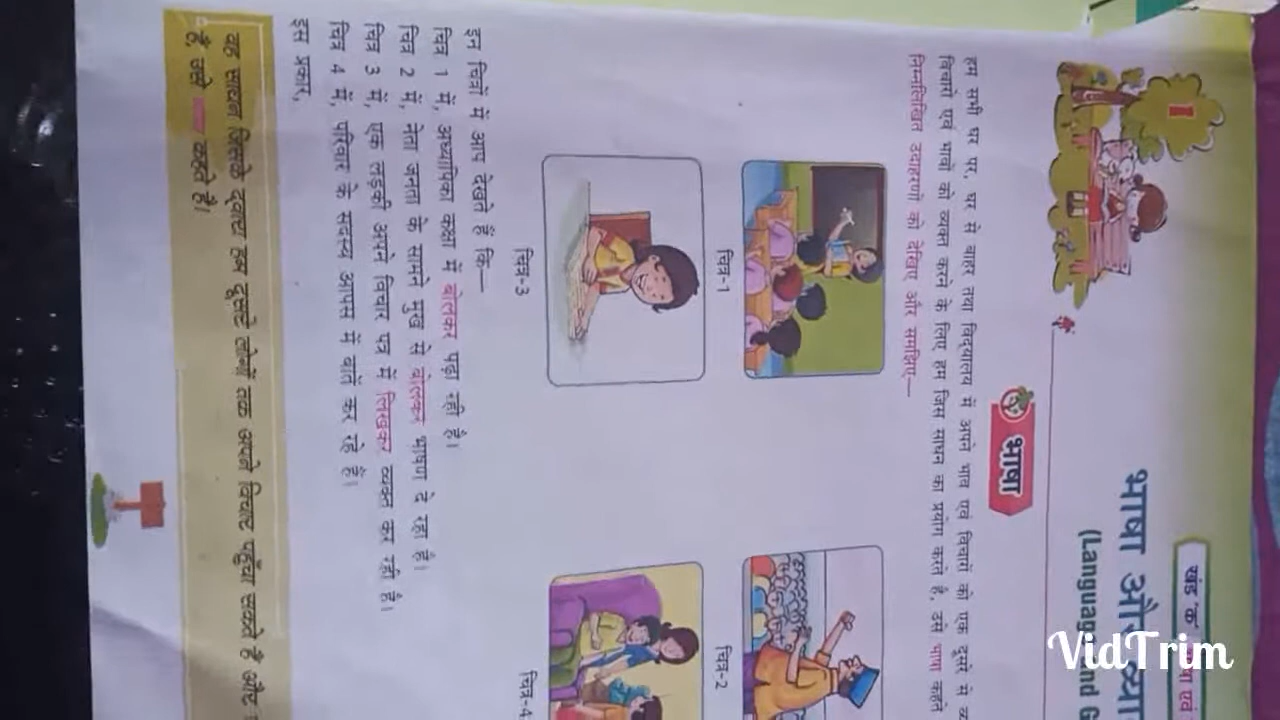 1
खंड 'क'
भाषा और
(Language and G
भाषा
हम सभी घर पर, घर से बाहर तथा विद्यालय में अपने भाव एवं विचारों को एक दूसरे से
विचारों एवं भावों को व्यक्त करने के लिए हम जिस साधन का प्रयोग करते हैं, उसे भाषा कहते
निम्नलिखित उदाहरणों को देखिए और समझिए—
चित्र-1
चित्र-2
चित्र-3
चित्र-4
इन चित्रों में आप देखते हैं कि—
चित्र 1 में, अध्यापिका कक्षा में बोलकर पढ़ा रही है।
चित्र 2 में, नेता जनता के सामने मुख से बोलकर भाषण दे रहा है।
चित्र 3 में, एक लड़की अपने विचार पत्र में लिखकर व्यक्त कर रही है।
चित्र 4 में, परिवार के सदस्य आपस में बातें कर रहे हैं।
इस प्रकार,
वह साधन जिसके द्वारा हम दूसरे लोगों तक अपने विचार पहुँचा सकते हैं और
हैं, उसे भाषा कहते हैं।
VidTrim